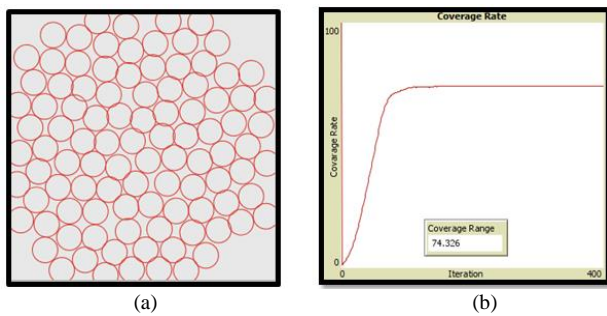 Coverage Rate
100
Covarage Rate
Coverage Range
74.326
0
0
Iteration
400
(a)
(b)